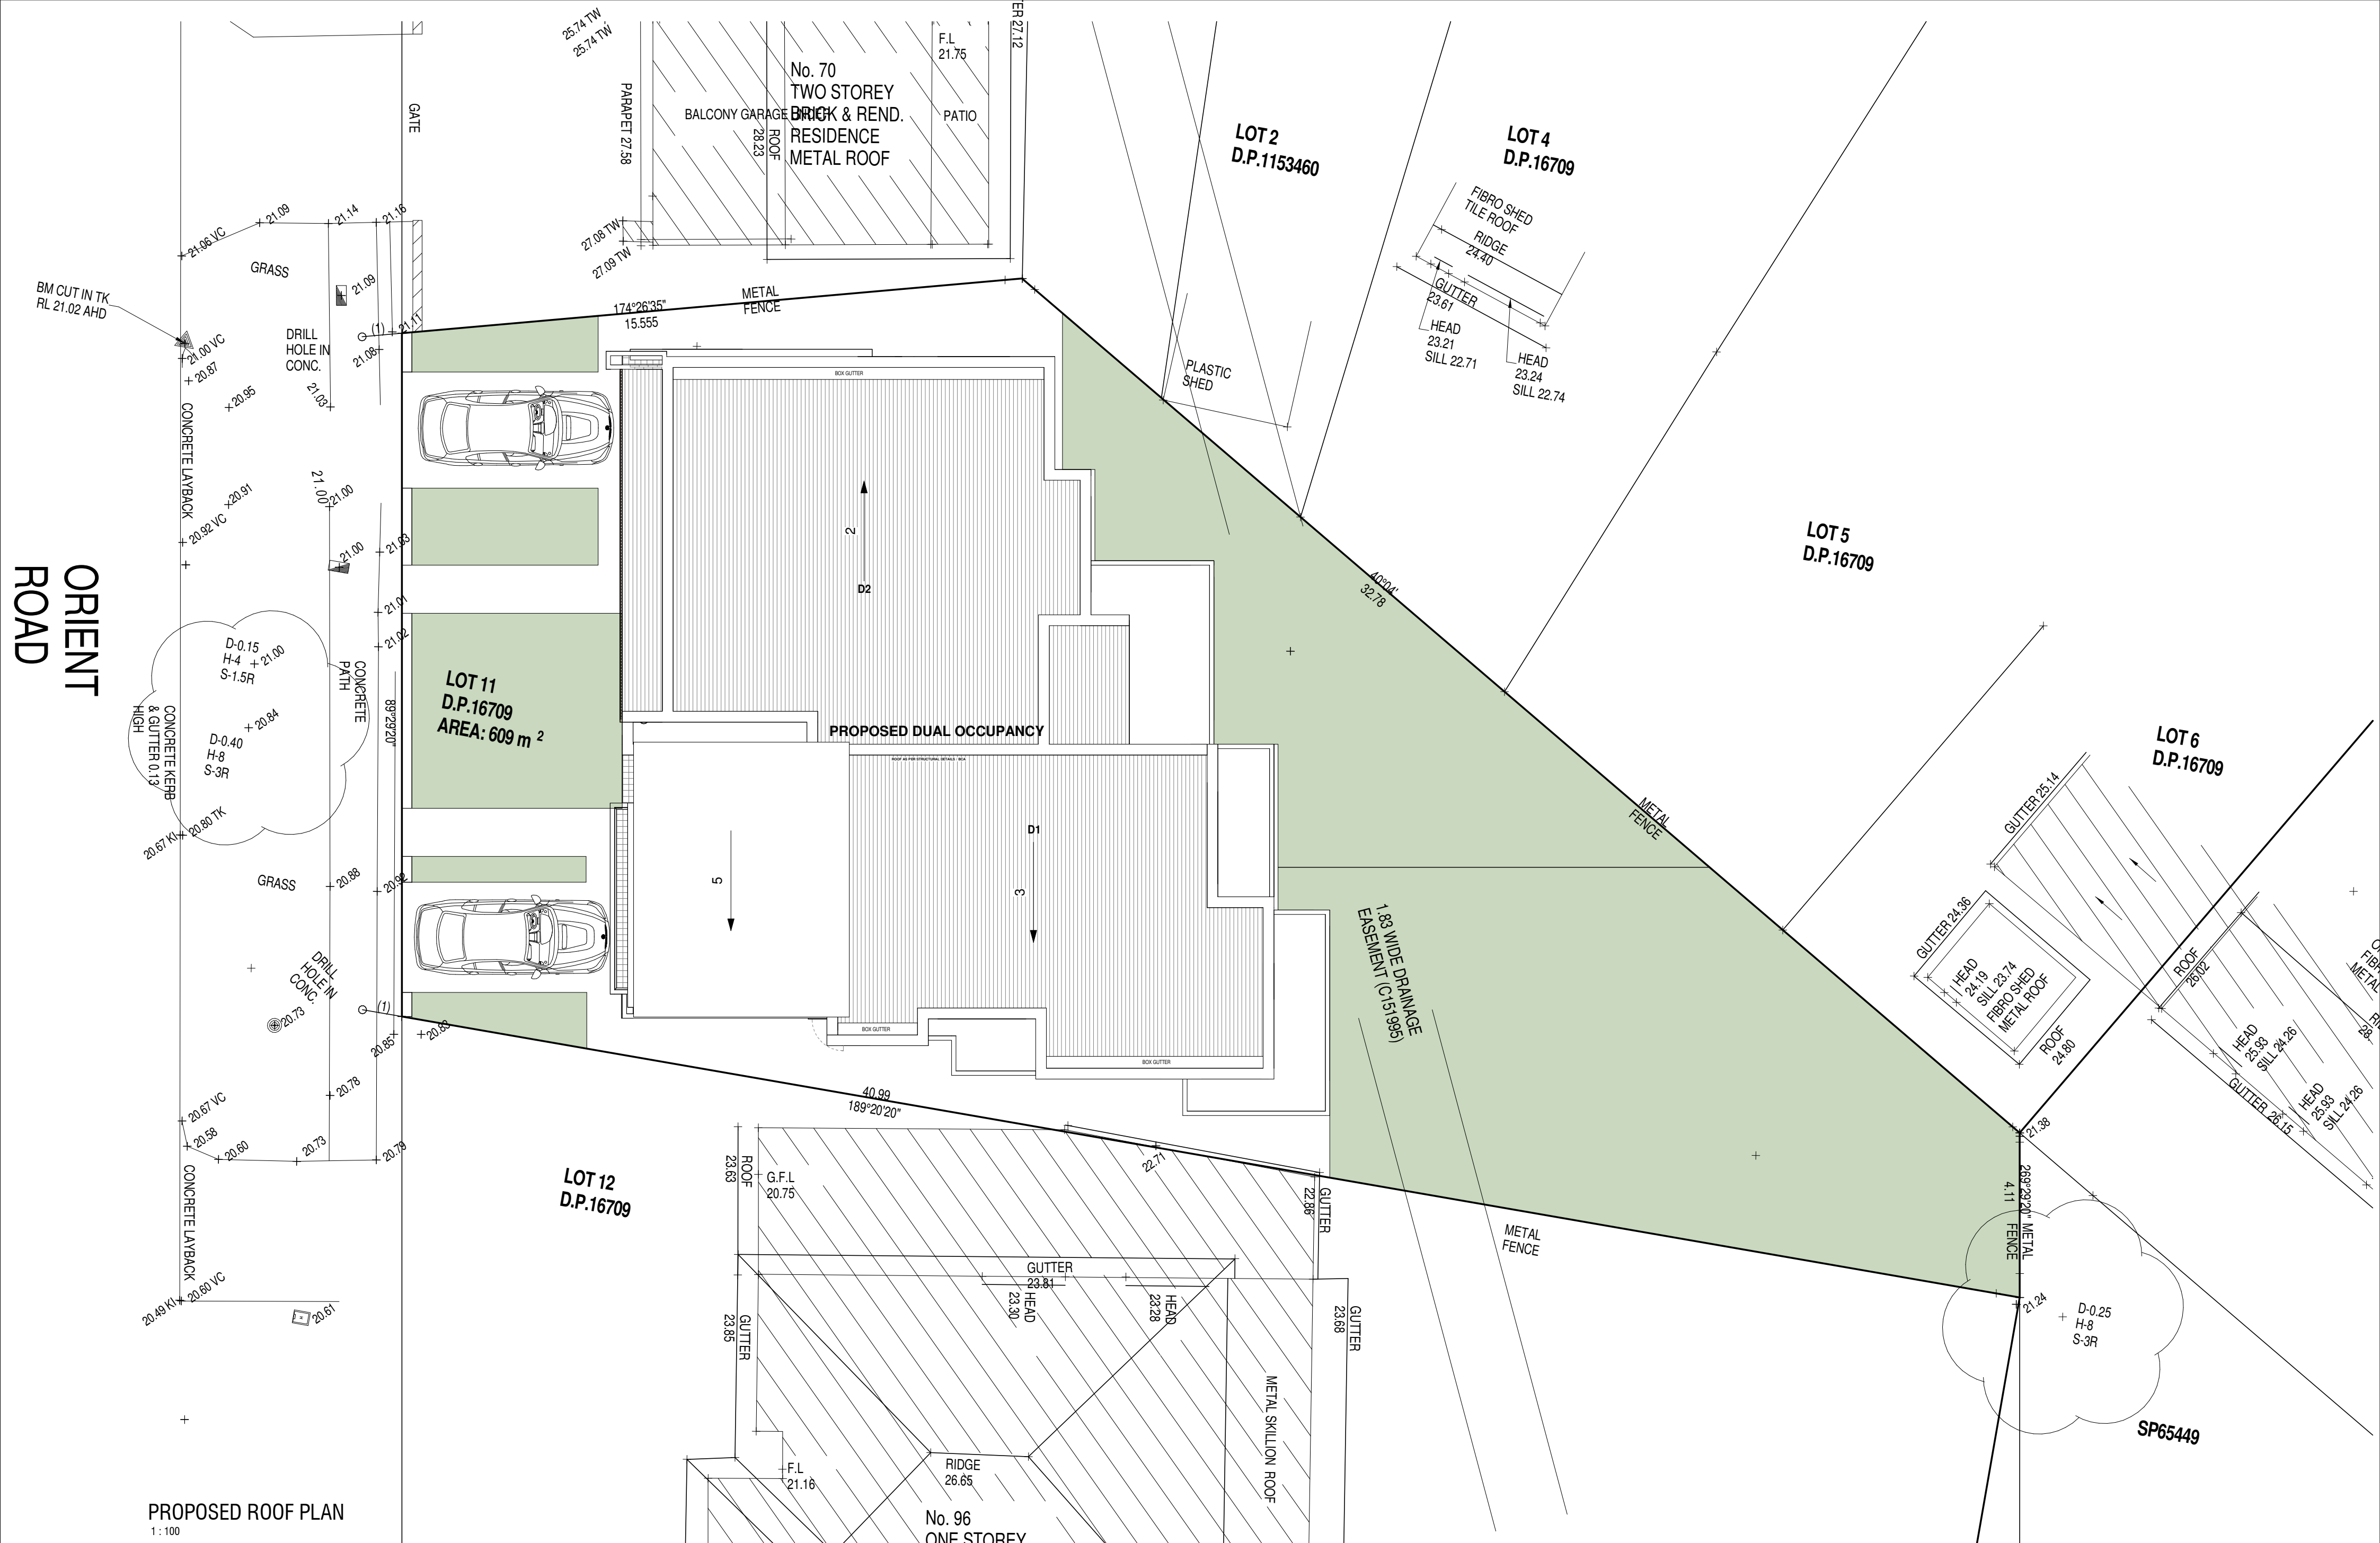 25.74 TW
25.74 TW
GATE
PARAPET 27.58
No. 70
TWO STOREY
BRICK & REND.
RESIDENCE
METAL ROOF
BALCONY GARAGE
ROOF
28.23
F.L
21.75
PATIO
27.12
27.08 TW
27.09 TW
LOT 2
D.P.1153460
LOT 4
D.P.16709
FIBRO SHED
TILE ROOF
RIDGE
24.40
GUTTER
23.61
HEAD
23.21
SILL 22.71
HEAD
23.24
SILL 22.74
LOT 5
D.P.16709
LOT 6
D.P.16709
21.06 VC
21.09
21.14
21.16
GRASS
21.09
BM CUT IN TK
RL 21.02 AHD
DRILL
HOLE IN
CONC.
(1)
21.11
21.08
21.00 VC
20.87
20.95
21.03
CONCRETE LAYBACK
20.91
21.00
21.00
20.92 VC
21.00
21.03
21.01
21.02
174°26'35"
15.555
METAL
FENCE
PLASTIC
SHED
BOX GUTTER
2
D2
40°04'
32.78
ORIENT
ROAD
D-0.15
H-4
S-1.5R
21.00
CONCRETE
PATH
20.84
D-0.40
H-8
S-3R
CONCRETE KERB
& GUTTER 0.13
HIGH
89°29'20"
LOT 11
D.P.16709
AREA: 609 m 2
PROPOSED DUAL OCCUPANCY
ROOF AS PER STRUCTURAL DETAILS - BCA
D1
5
3
METAL
FENCE
20.67 KI
20.80 TK
GRASS
20.88
20.92
DRILL
HOLE IN
CONC.
(1)
20.73
20.85
20.83
20.78
20.67 VC
20.58
20.60
20.73
20.79
CONCRETE LAYBACK
20.49 KI
20.60 VC
20.61
BOX GUTTER
BOX GUTTER
40.99
189°20'20"
1.83 WIDE DRAINAGE
EASEMENT (C151995)
GUTTER 25.14
GUTTER 24.36
HEAD
24.19
SILL 23.74
FIBRO SHED
METAL ROOF
ROOF
24.80
ROOF
26.02
HEAD
25.93
SILL 24.26
HEAD
25.93
SILL 24.26
GUTTER 26.15
21.38
269°29'20" METAL
4.11
FENCE
21.24
D-0.25
H-8
S-3R
SP65449
LOT 12
D.P.16709
ROOF
23.63
G.F.L
20.75
22.71
GUTTER
22.86
METAL
FENCE
GUTTER
23.81
HEAD
23.30
HEAD
23.28
GUTTER
23.85
GUTTER
23.68
METAL SKILLION ROOF
F.L
21.16
RIDGE
26.65
No. 96
ONE STOREY
PROPOSED ROOF PLAN
1 : 100